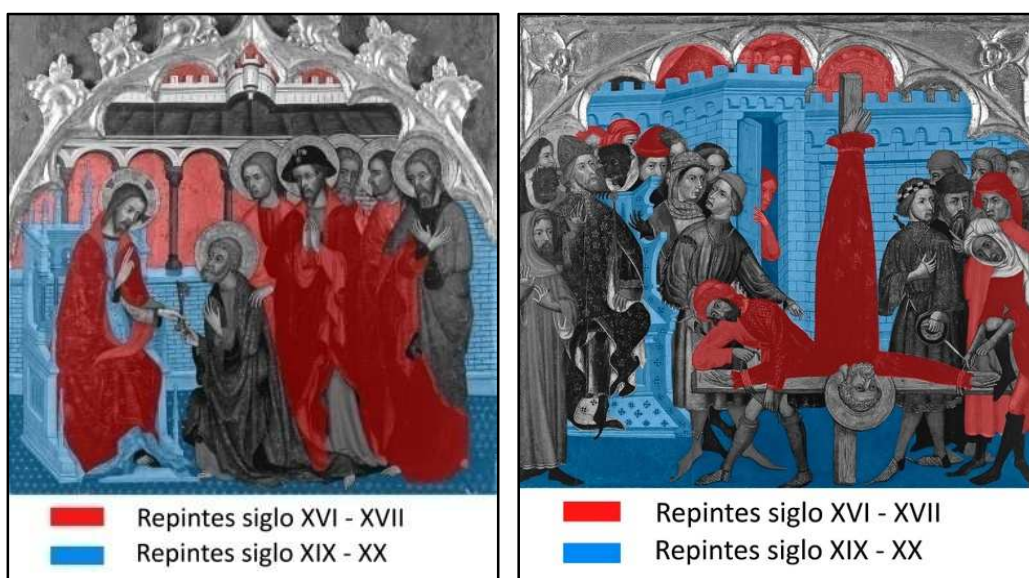 Repintes siglo XVI - XVII
Repintes siglo XIX - XX
Repintes siglo XVI - XVII
Repintes siglo XIX - XX